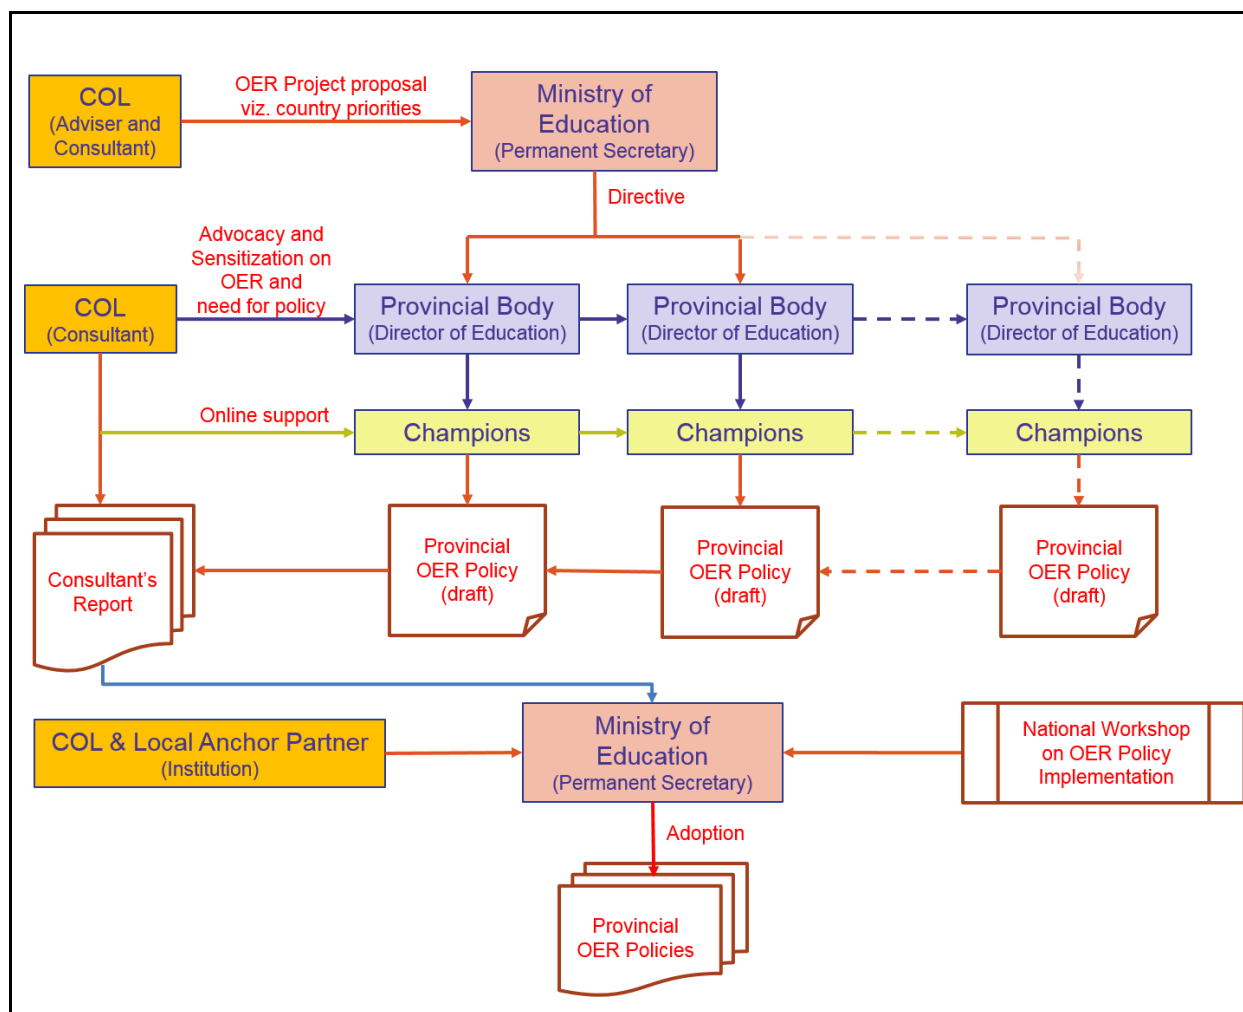 COL
(Adviser and
Consultant)
OER Project proposal
viz. country priorities
Ministry of
Education
(Permanent Secretary)
Directive
Advocacy and
Sensitization on
OER and
need for policy
COL
(Consultant)
Provincial Body
(Director of Education)
Provincial Body
(Director of Education)
Provincial Body
(Director of Education)
Online support
Champions
Champions
Champions
Consultant's
Report
Provincial
OER Policy
(draft)
Provincial
OER Policy
(draft)
Provincial
OER Policy
(draft)
COL & Local Anchor Partner
(Institution)
Ministry of
Education
(Permanent Secretary)
National Workshop
on OER Policy
Implementation
Adoption
Provincial
OER Policies